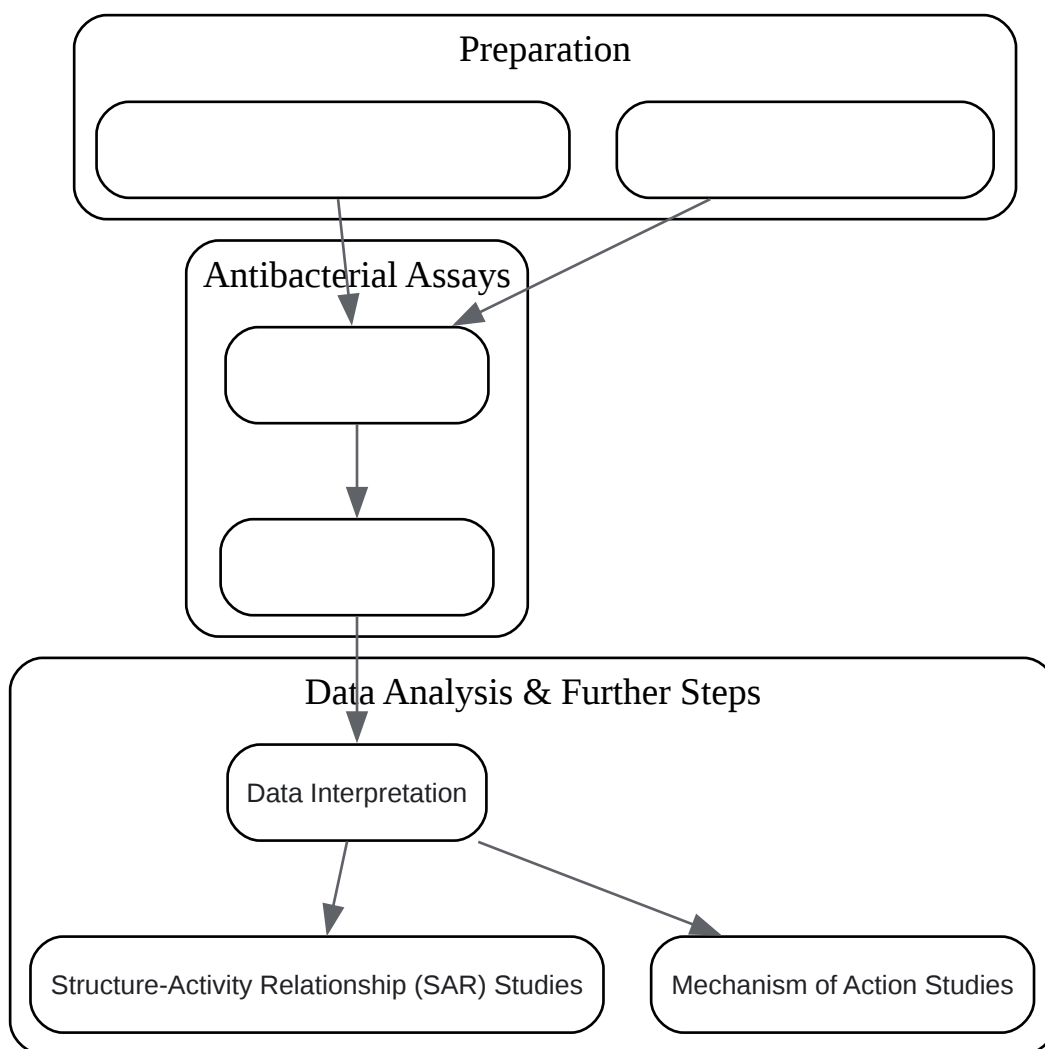 Preparation
Antibacterial Assays
Data Analysis & Further Steps
Data Interpretation
Structure-Activity Relationship (SAR) Studies
Mechanism of Action Studies